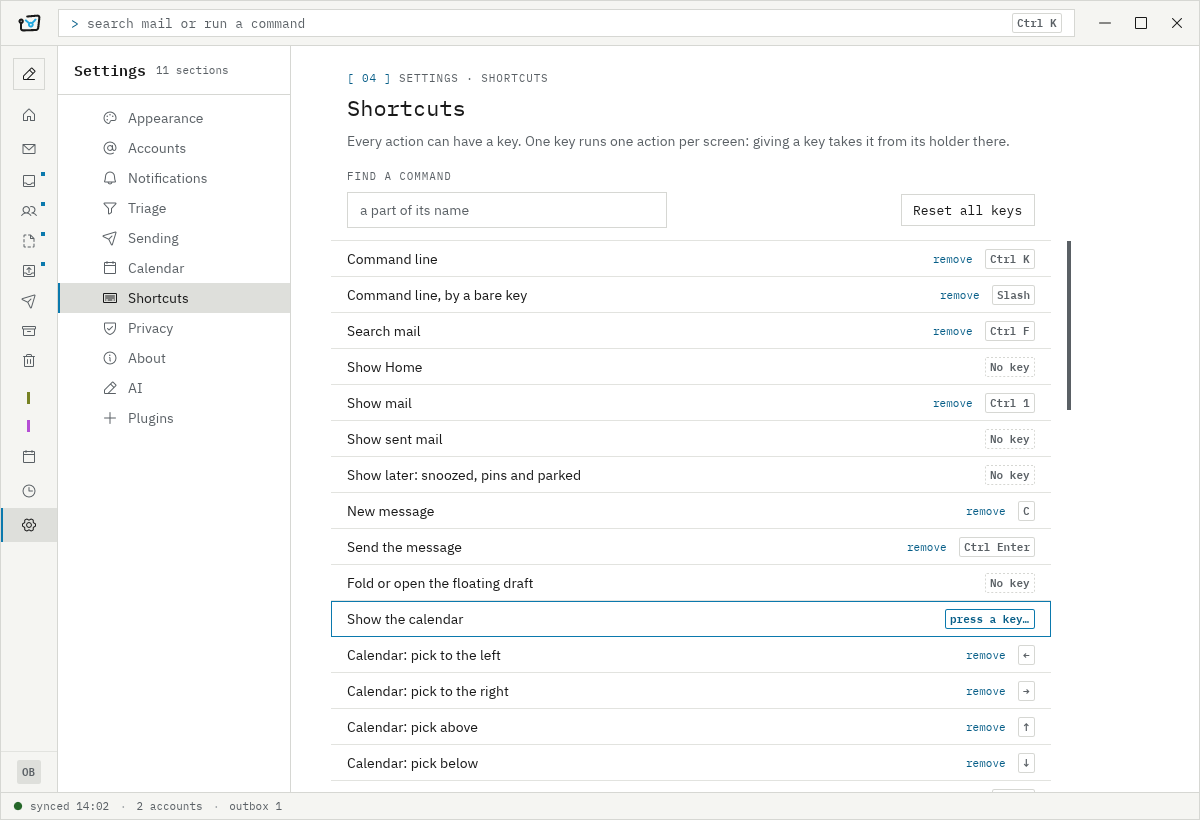 > search mail or run a command Ctrl K
Settings 11 sections
Appearance
Accounts
Notifications
Triage
Sending
Calendar
Shortcuts
Privacy
About
AI
Plugins
OB
[ 04 ] SETTINGS · SHORTCUTS
Shortcuts
Every action can have a key. One key runs one action per screen: giving a key takes it from its holder there.
FIND A COMMAND
a part of its name
Reset all keys
Command line remove Ctrl K
Command line, by a bare key remove Slash
Search mail remove Ctrl F
Show Home No key
Show mail remove Ctrl 1
Show sent mail No key
Show later: snoozed, pins and parked No key
New message remove C
Send the message remove Ctrl Enter
Fold or open the floating draft No key
Show the calendar press a key…
Calendar: pick to the left remove ←
Calendar: pick to the right remove →
Calendar: pick above remove ↑
Calendar: pick below remove ↓
synced 14:02 · 2 accounts · outbox 1